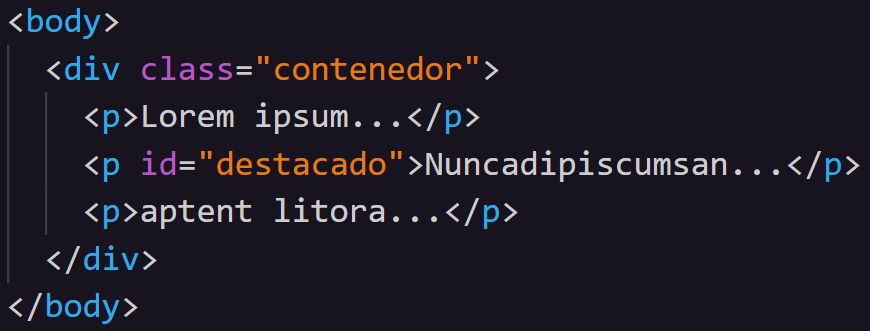 <body>
<div class="contenedor">
<p>Lorem ipsum...</p>
<p id="destacado">Nuncadipiscumsan...</p>
<p>aptent litora...</p>
</div>
</body>